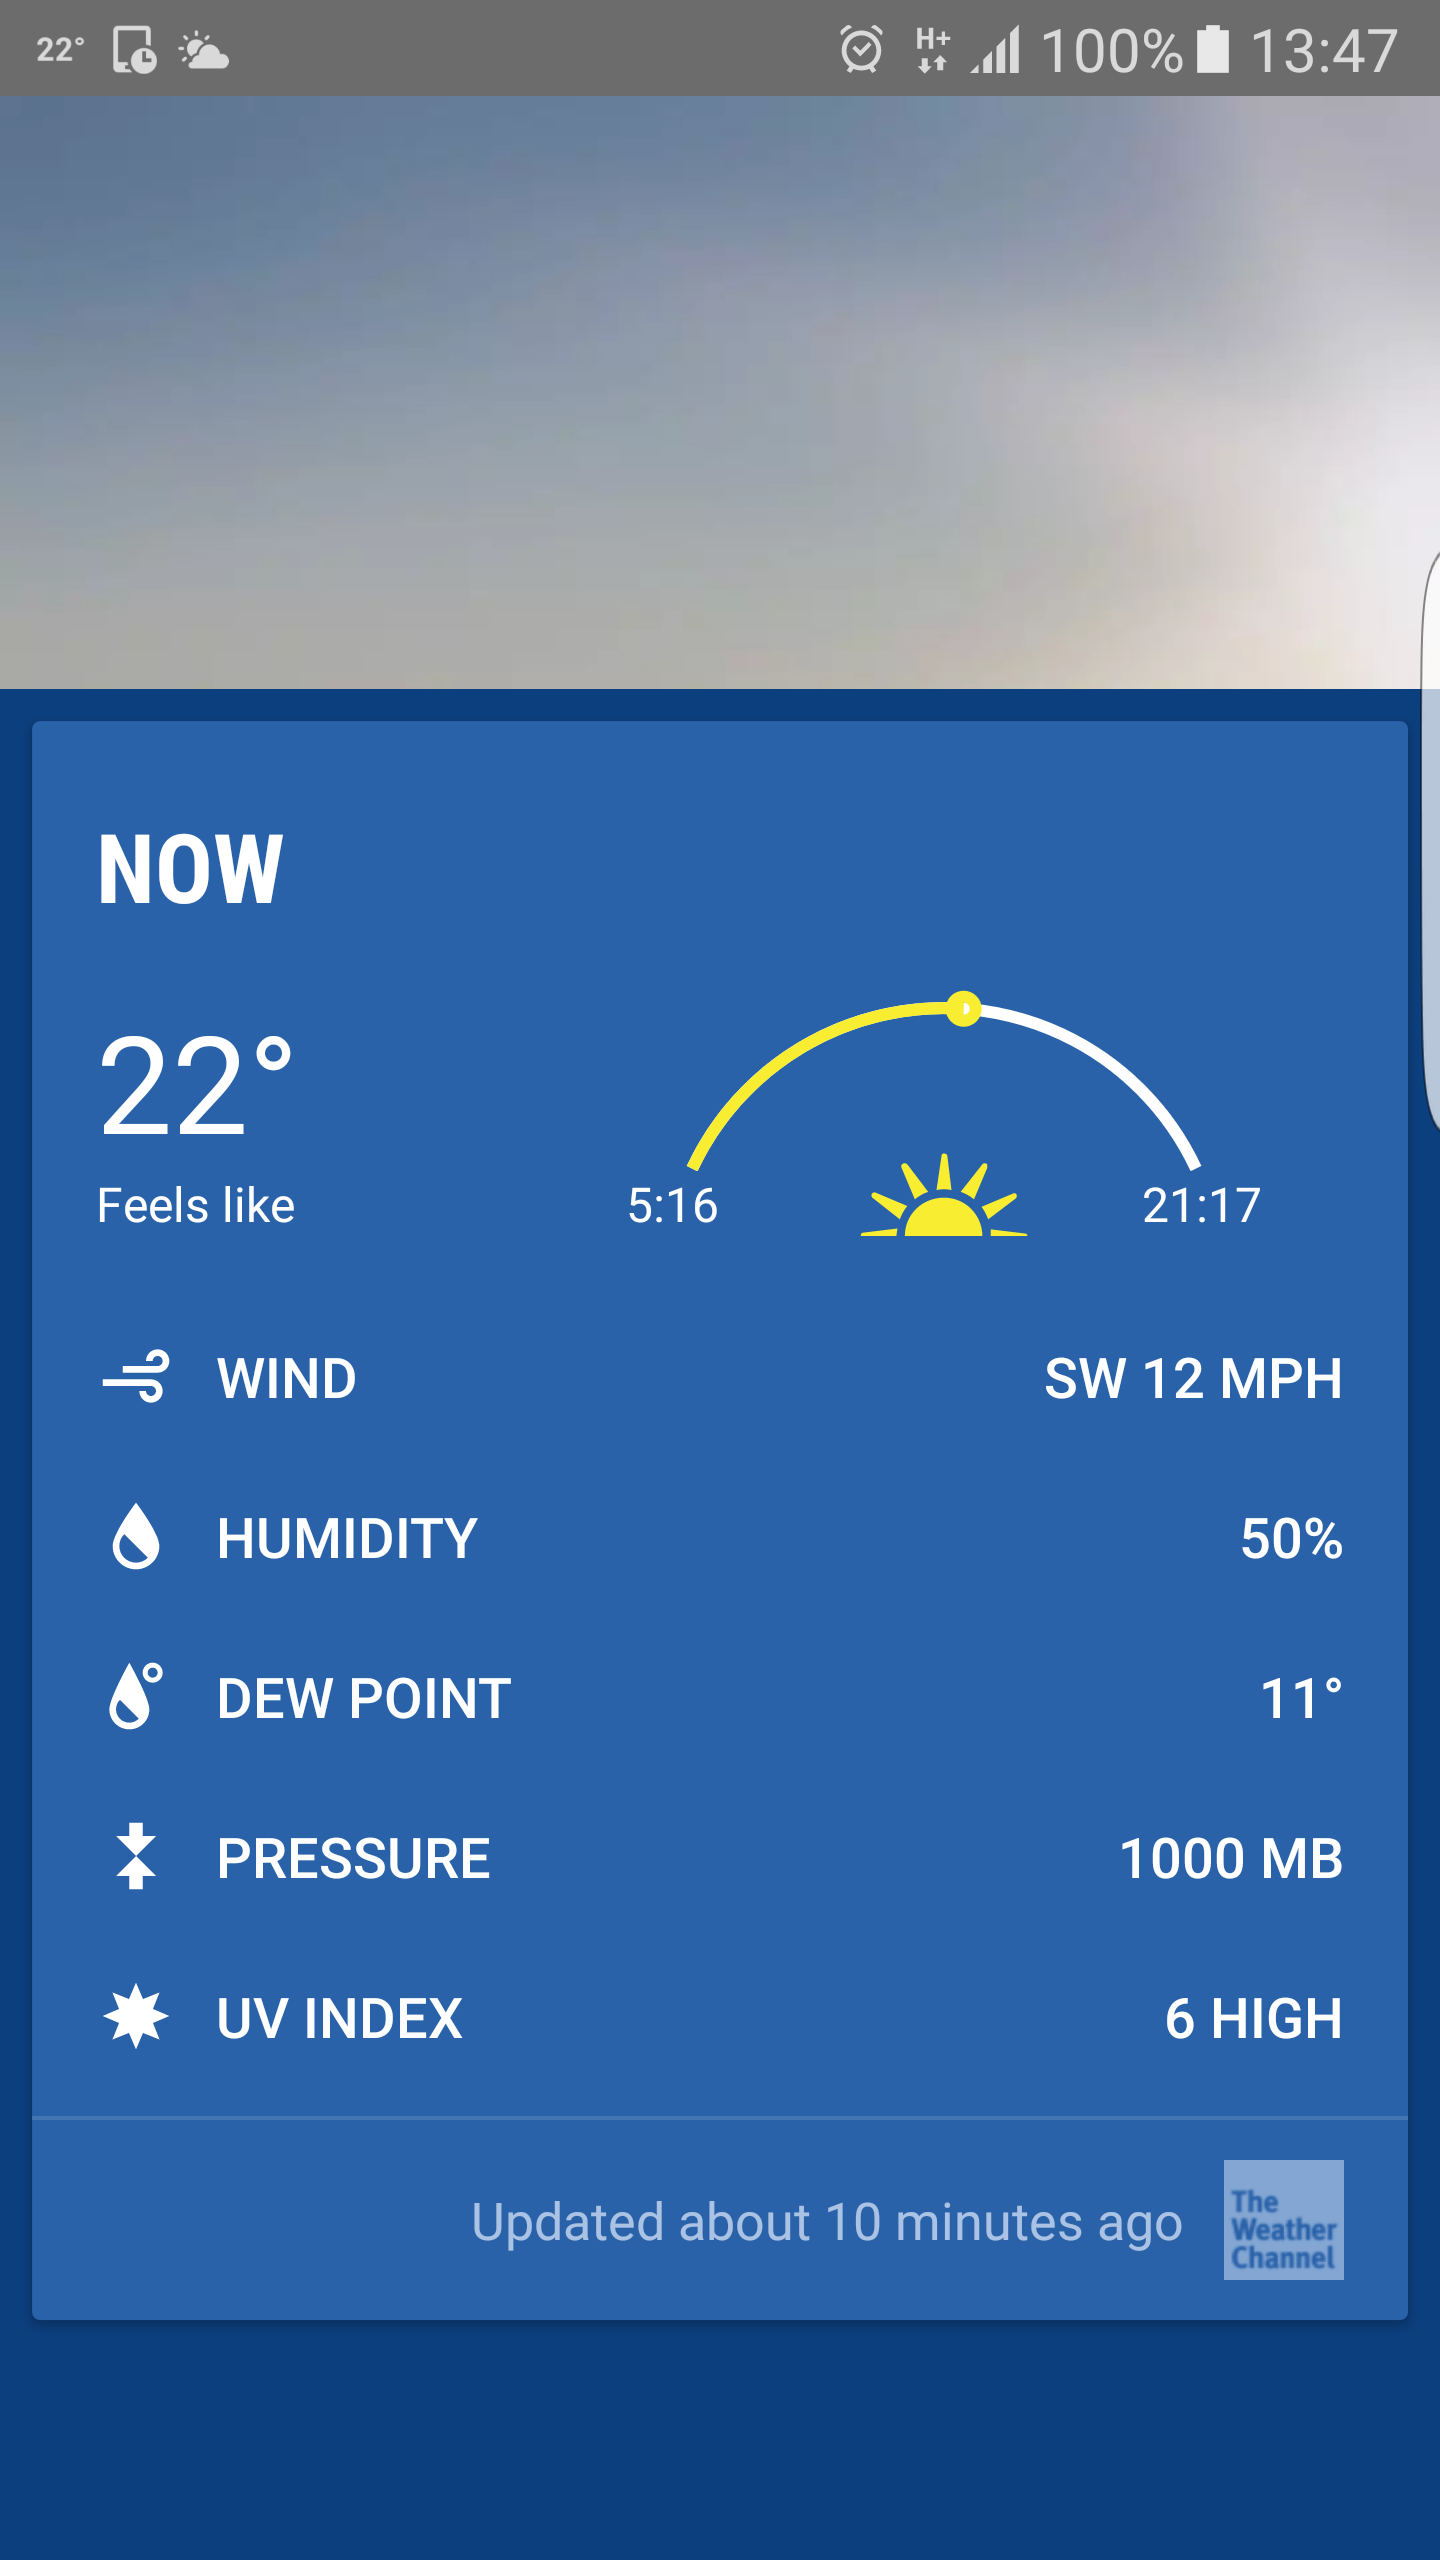 22° H+ 100% 13:47
NOW
22°
Feels like
5:16 21:17
WIND SW 12 MPH
HUMIDITY 50%
DEW POINT 11°
PRESSURE 1000 MB
UV INDEX 6 HIGH
Updated about 10 minutes ago
The
Weather
Channel